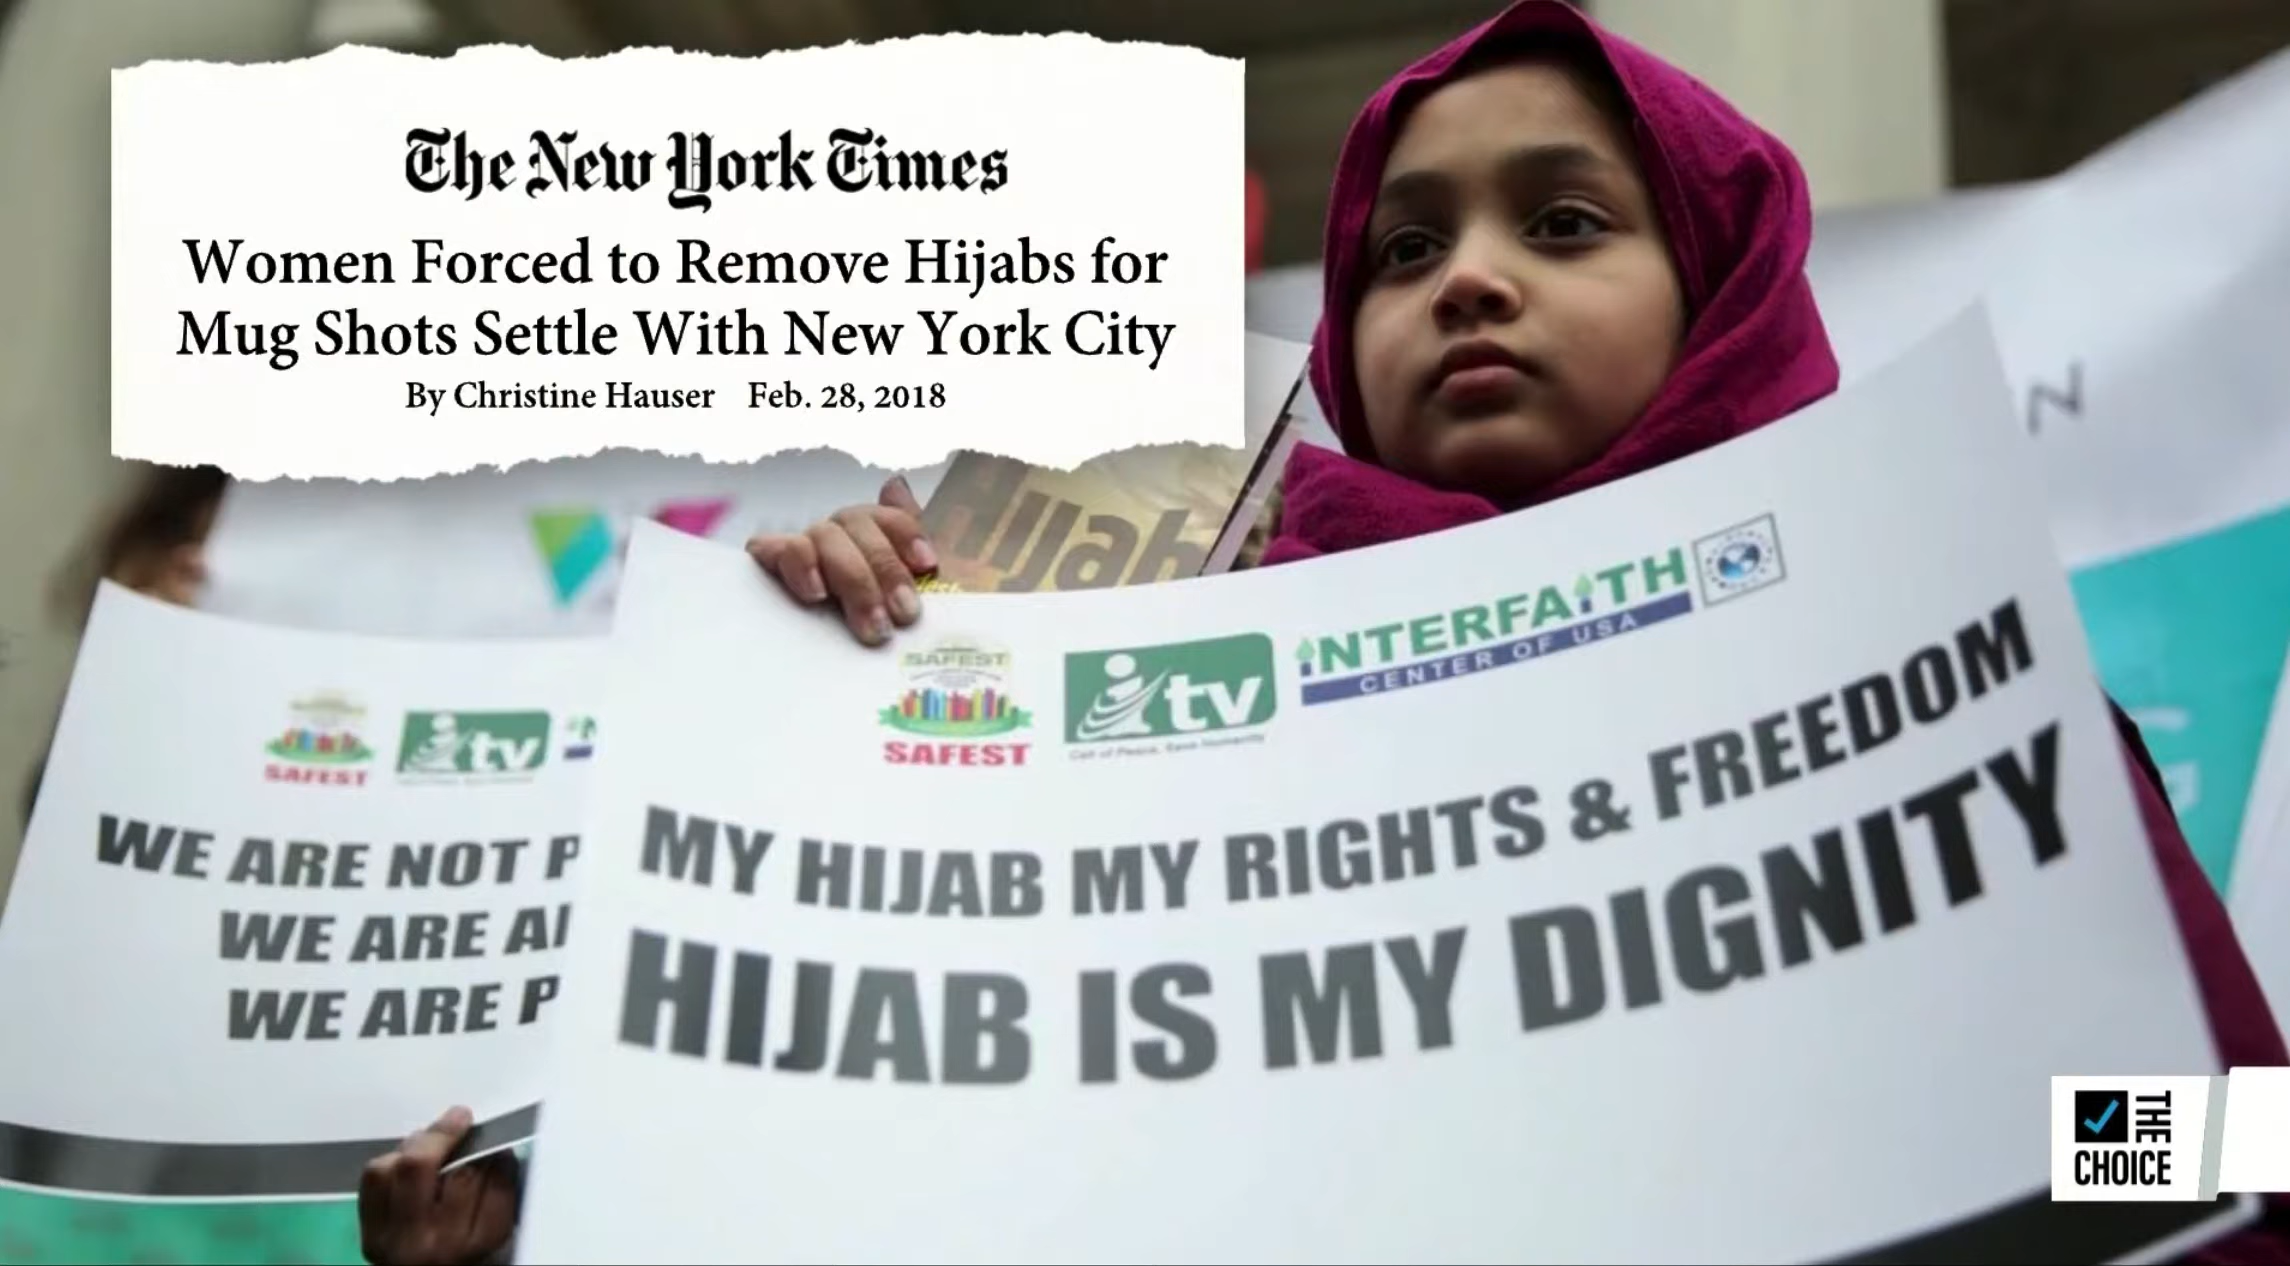 The New York Times
Women Forced to Remove Hijabs for
Mug Shots Settle With New York City
By Christine Hauser Feb. 28, 2018
Hijab
SAFEST
SAFEST
tv
INTERFAITH
CENTER OF USA
MY HIJAB MY RIGHTS & FREEDOM
HIJAB IS MY DIGNITY
SAFEST
tv
WE ARE NOT P
WE ARE
WE ARE P
THE
CHOICE